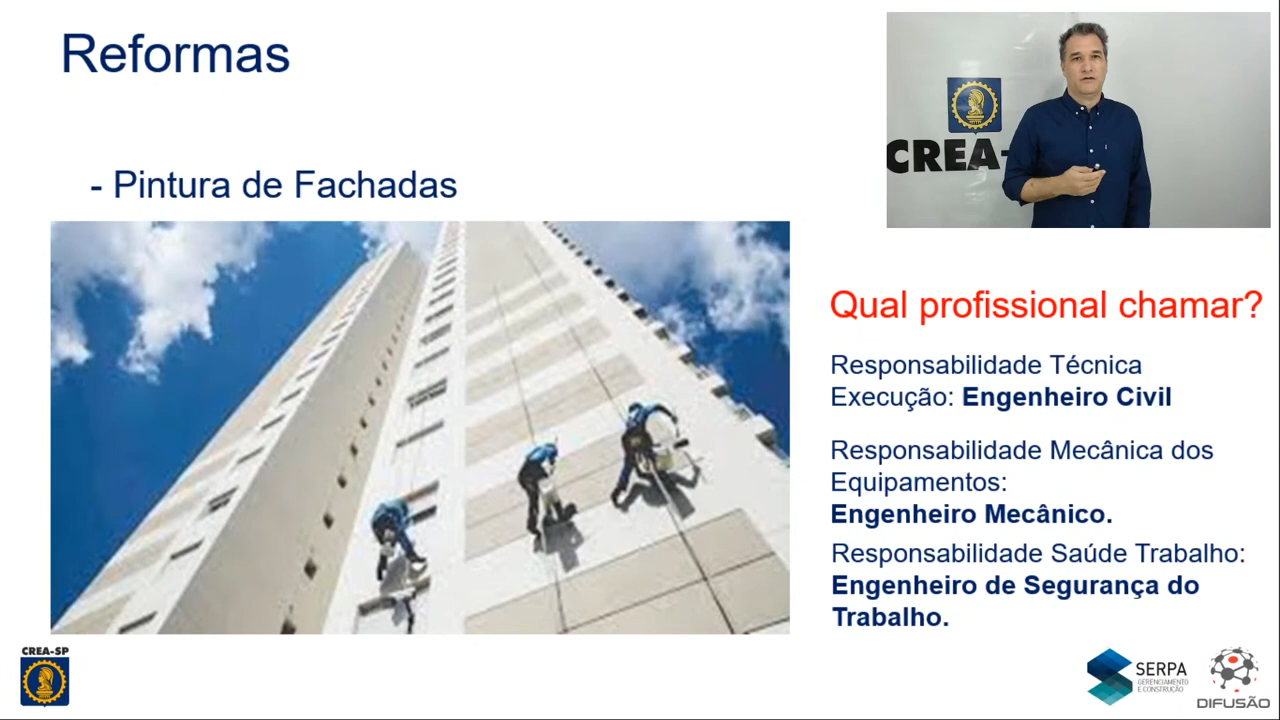 Reformas
- Pintura de Fachadas
CREA-
Qual profissional chamar?
Responsabilidade Técnica
Execução: Engenheiro Civil
Responsabilidade Mecânica dos
Equipamentos:
Engenheiro Mecânico.
Responsabilidade Saúde Trabalho:
Engenheiro de Segurança do
Trabalho.
CREA-SP
SERPA
GERENCIAMENTO
E CONSTRUÇÃO
DIFUSÃO